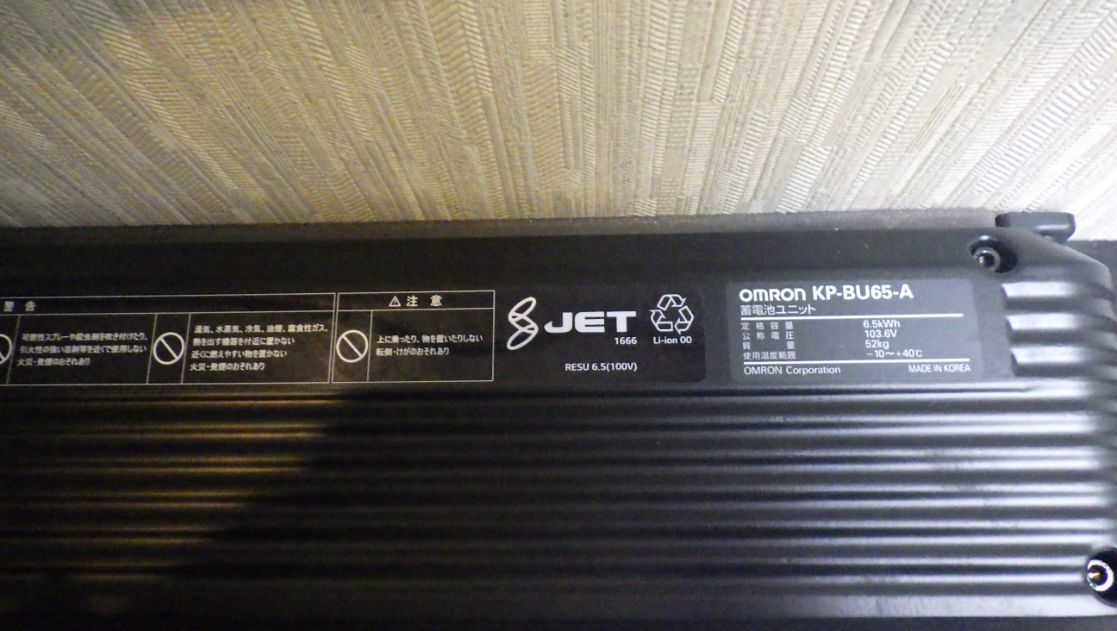 警 告
可燃性スプレーや殺虫剤を吹き付けたり、
引火性の強い溶剤等を近くで使用しない
火災・発煙のおそれあり
湿気、水蒸気、冷気、油煙、腐食性ガス、
熱を出す機器を付近に置かない
近くに燃えやすい物を置かない
火災・発煙のおそれあり
⚠ 注 意
上に乗ったり、物を置いたりしない
転倒・けがのおそれあり
JET
1666
Li-ion 00
RESU 6.5(100V)
OMRON KP-BU65-A
蓄電池ユニット
定格容量 6.5kWh
公称電圧 103.6V
質量 52kg
使用温度範囲 -10~+40℃
OMRON Corporation MADE IN KOREA